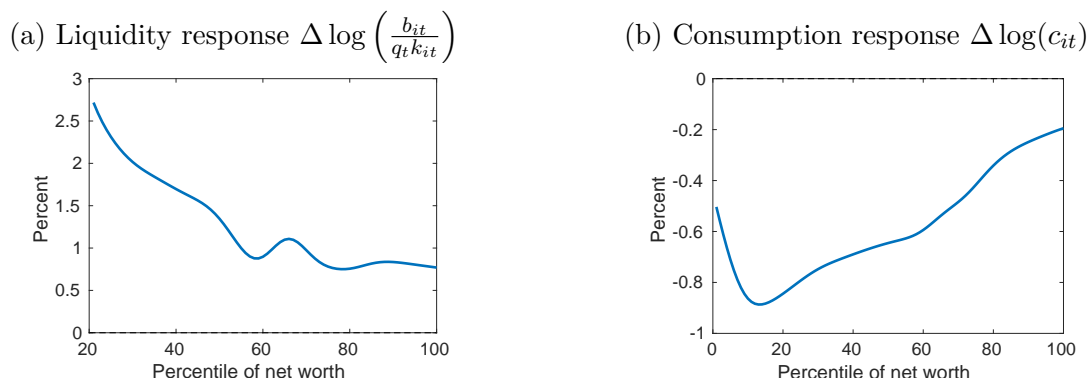 (a) Liquidity response Δ log (b_it / q_t k_it)
3
2.5
2
1.5
1
0.5
0
Percent
20 40 60 80 100
Percentile of net worth
(b) Consumption response Δ log(c_it)
0
-0.2
-0.4
-0.6
-0.8
-1
Percent
0 20 40 60 80 100
Percentile of net worth